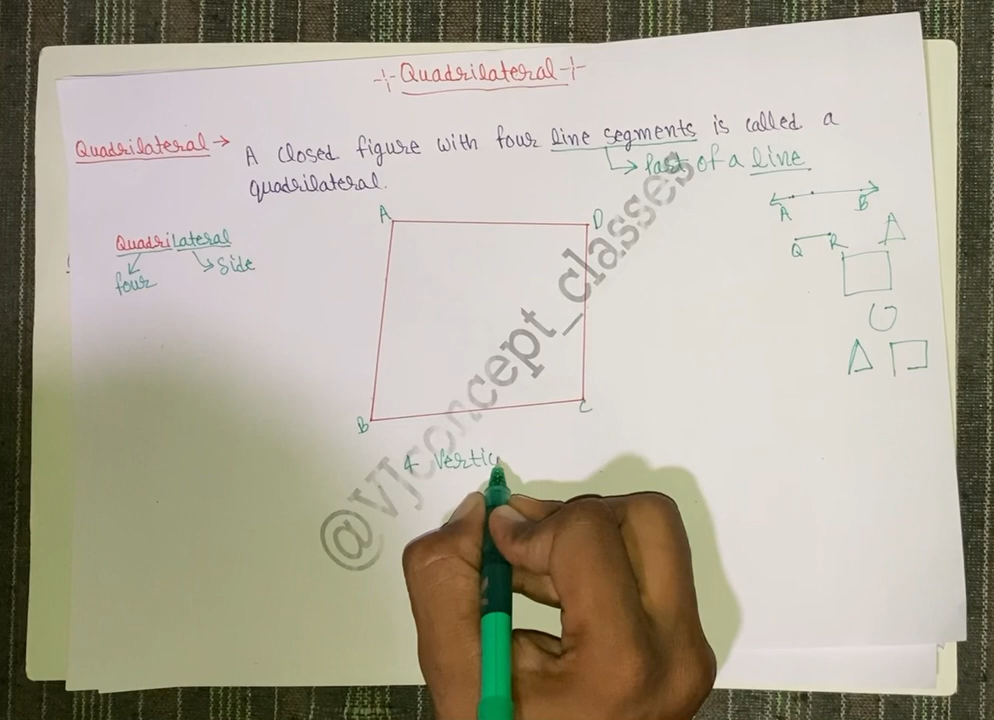 Quadrilateral
Quadrilateral → A closed figure with four line segments is called a
quadrilateral.
→ Part of a line
A B
Q R
Quadrilateral
four Side
A D
B C
4 Vertic
@VJconcept_classes